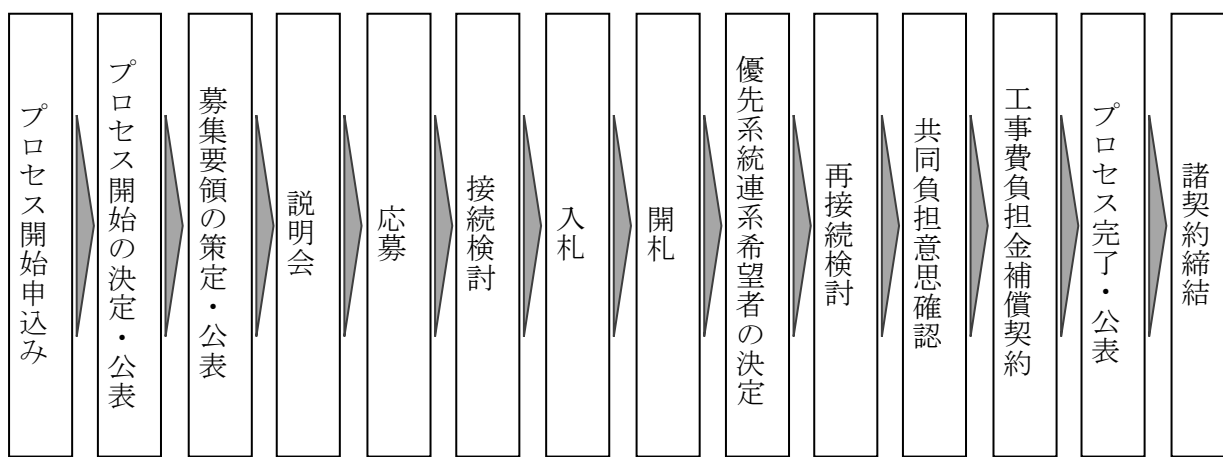 プロセス開始申込み
プロセス開始の決定・公表
募集要領の策定・公表
説明会
応募
接続検討
入札
開札
優先系統連系希望者の決定
再接続検討
共同負担意思確認
工事費負担金補償契約
プロセス完了・公表
諸契約締結